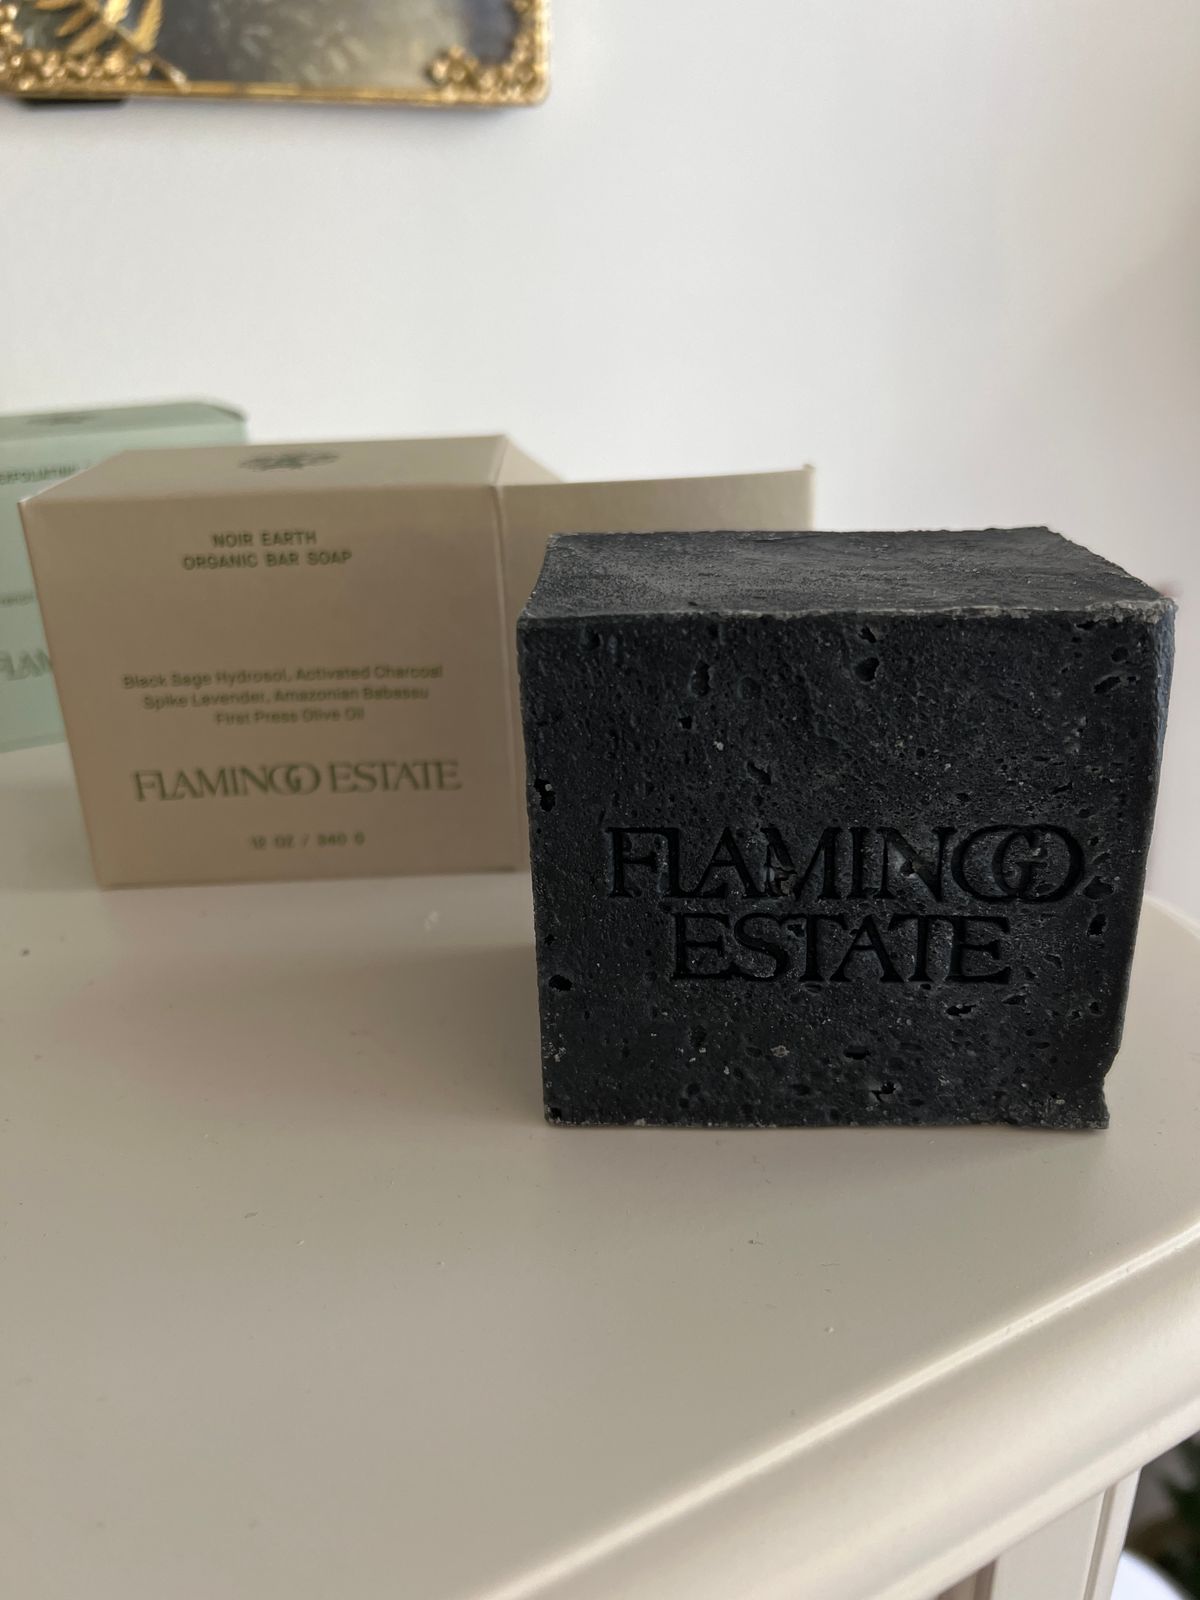 NOIR EARTH
ORGANIC BAR SOAP
Black Sage Hydrosol, Activated Charcoal
Spike Lavender, Amazonian Babassu
First Press Olive Oil
FLAMINGO ESTATE
12 OZ / 340 G
FLAMINGO
ESTATE
EXFOLIATING